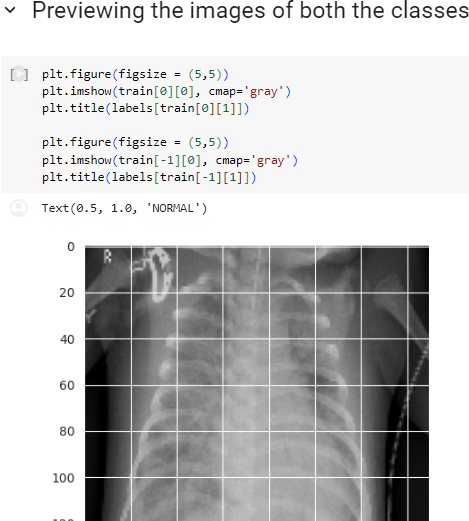 Previewing the images of both the classes
plt.figure(figsize = (5,5))
plt.imshow(train[0][0], cmap='gray')
plt.title(labels[train[0][1]])
plt.figure(figsize = (5,5))
plt.imshow(train[-1][0], cmap='gray')
plt.title(labels[train[-1][1]])
Text(0.5, 1.0, 'NORMAL')
0
R
20
40
60
80
100